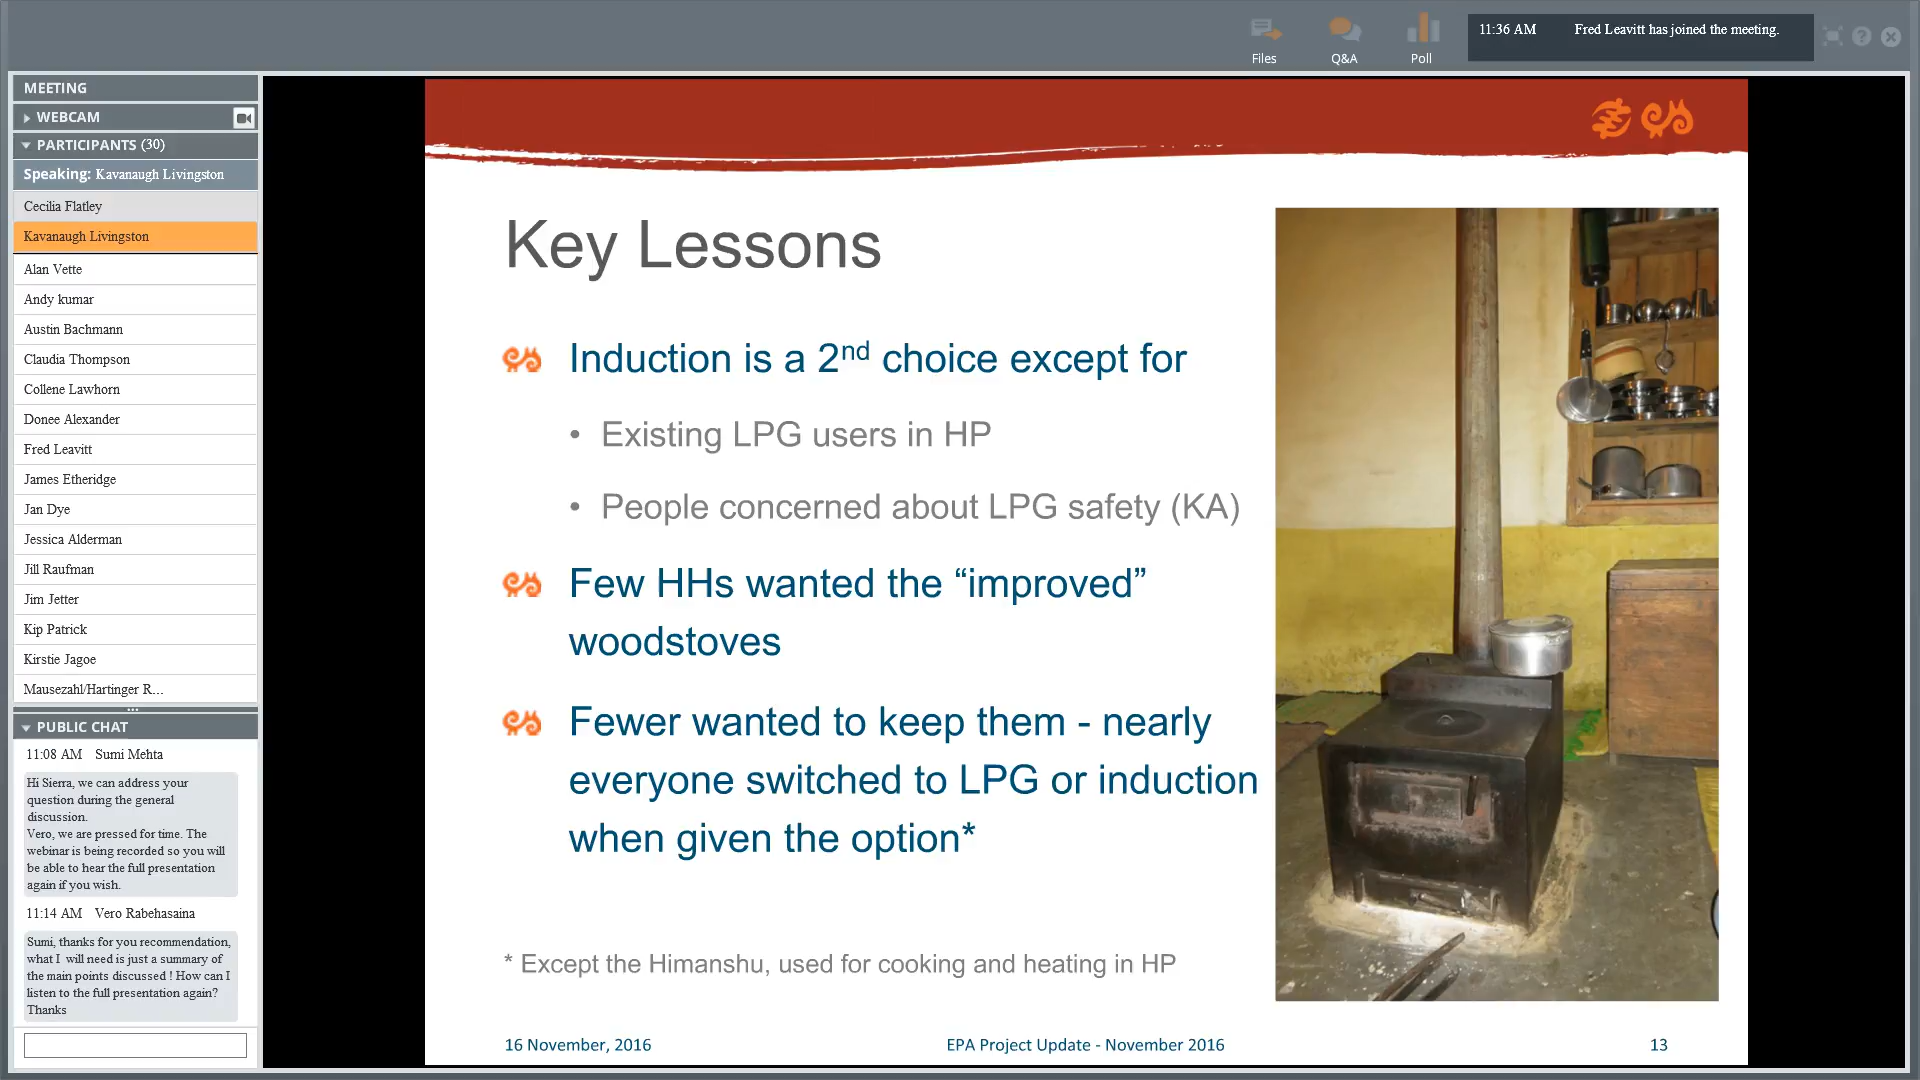 Files
Q&A
Poll
11:36 AM Fred Leavitt has joined the meeting.
MEETING
WEBCAM
PARTICIPANTS (30)
Speaking: Kavanaugh Livingston
Cecilia Flatley
Kavanaugh Livingston
Alan Vette
Andy kumar
Austin Bachmann
Claudia Thompson
Collene Lawhorn
Donee Alexander
Fred Leavitt
James Etheridge
Jan Dye
Jessica Alderman
Jill Raufman
Jim Jetter
Kip Patrick
Kirstie Jagoe
Mausezahl/Hartinger R...
PUBLIC CHAT
11:08 AM Sumi Mehta
Hi Sierra, we can address your
question during the general
discussion.
Vero, we are pressed for time. The
webinar is being recorded so you will
be able to hear the full presentation
again if you wish.
11:14 AM Vero Rabehasaina
Sumi, thanks for you recommendation,
what I will need is just a summary of
the main points discussed ! How can I
listen to the full presentation again?
Thanks
Key Lessons
Induction is a 2nd choice except for
• Existing LPG users in HP
• People concerned about LPG safety (KA)
Few HHs wanted the “improved”
woodstoves
Fewer wanted to keep them - nearly
everyone switched to LPG or induction
when given the option*
* Except the Himanshu, used for cooking and heating in HP
16 November, 2016
EPA Project Update - November 2016
13